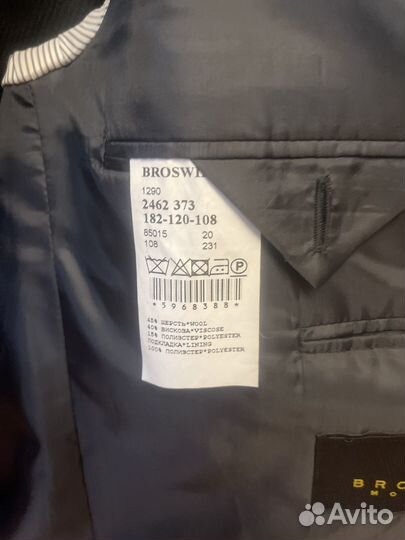 BROSWE
1290
2462 373
182-120-108
85015 20
108 231
P
*5968388*
45% ШЕРСТЬ*WOOL
40% ВИСКОЗА*VISCOSE
15% ПОЛИЭСТЕР*POLYESTER
ПОДКЛАДКА*LINING
100% ПОЛИЭСТЕР*POLYESTER
BRO
MO
Avito